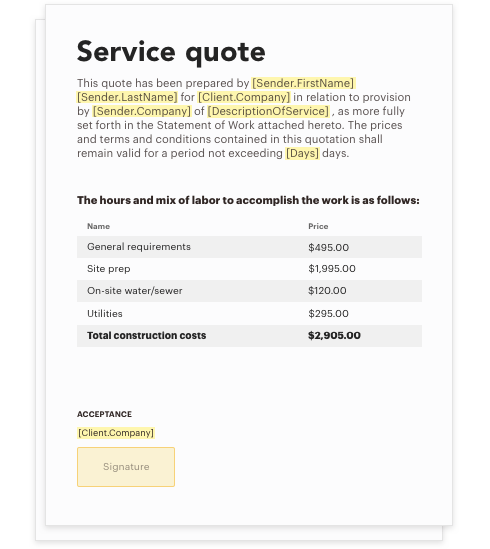 Service quote
This quote has been prepared by [Sender.FirstName]
[Sender.LastName] for [Client.Company] in relation to provision
by [Sender.Company] of [DescriptionOfService] , as more fully
set forth in the Statement of Work attached hereto. The prices
and terms and conditions contained in this quotation shall
remain valid for a period not exceeding [Days] days.
The hours and mix of labor to accomplish the work is as follows:
Name Price
General requirements $495.00
Site prep $1,995.00
On-site water/sewer $120.00
Utilities $295.00
Total construction costs $2,905.00
ACCEPTANCE
[Client.Company]
Signature